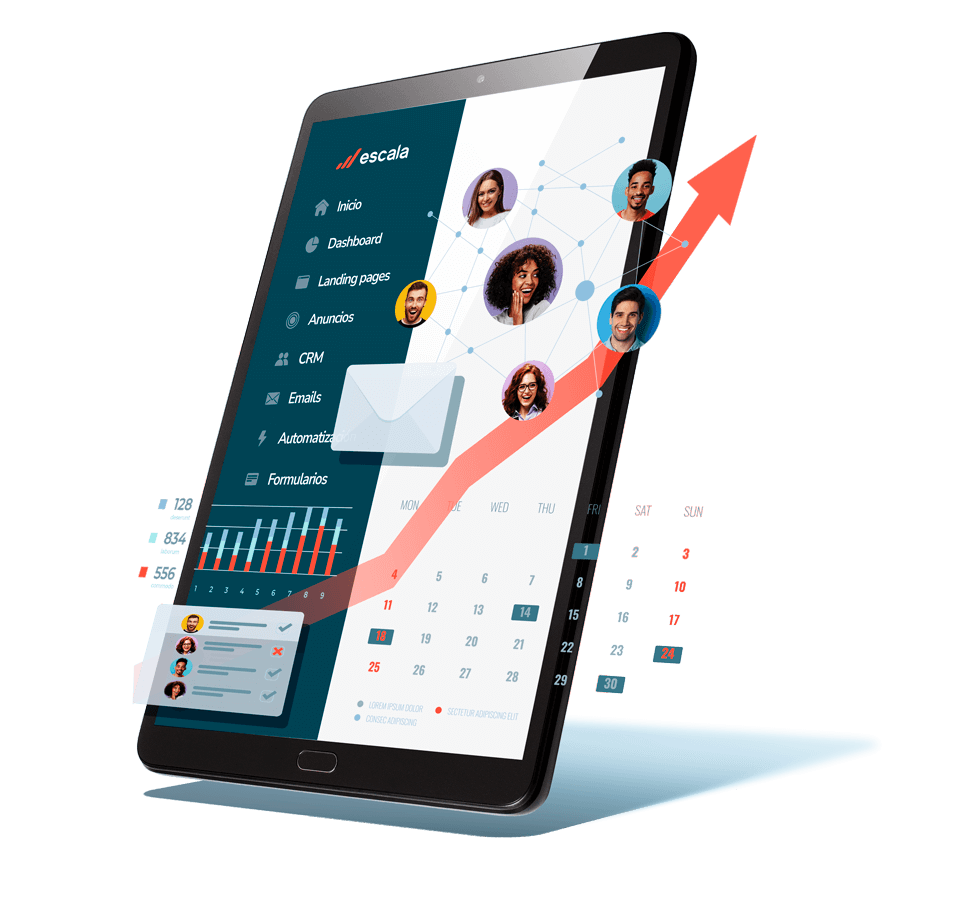 escala
Inicio
Dashboard
Landing pages
Anuncios
CRM
Emails
Automatizació
Formularios
128
834
556
1 2 3 4 5 6 7 8 9
MON TUE WED THU FRI SAT SUN
1 2 3
4 5 6 7 8 9 10
11 12 13 14 15 16 17
18 19 20 21 22 23 24
25 26 27 28 29 30
LOREM IPSUM DOLOR
SECTETUR ADIPISCING ELIT
CONSEC ADIPISCING